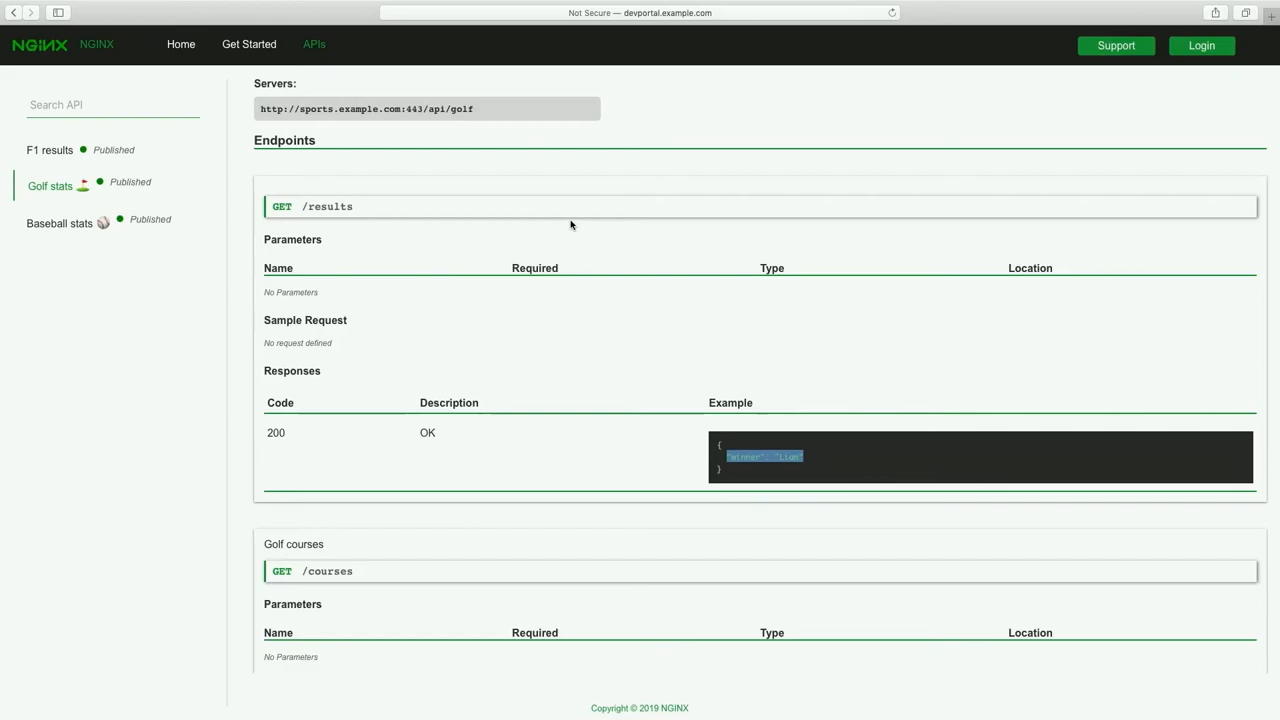 Not Secure — devportal.example.com
NGINX NGINX Home Get Started APIs Support Login
Search API
F1 results Published
Golf stats Published
Baseball stats Published
Servers:
http://sports.example.com:443/api/golf
Endpoints
GET /results
Parameters
Name Required Type Location
No Parameters
Sample Request
No request defined
Responses
Code Description Example
200 OK
{
"winner": "Liam"
}
Golf courses
GET /courses
Parameters
Name Required Type Location
No Parameters
Copyright © 2019 NGINX